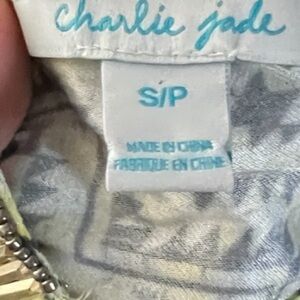 charlie jade
S/P
MADE IN CHINA
FABRIQUE EN CHINE